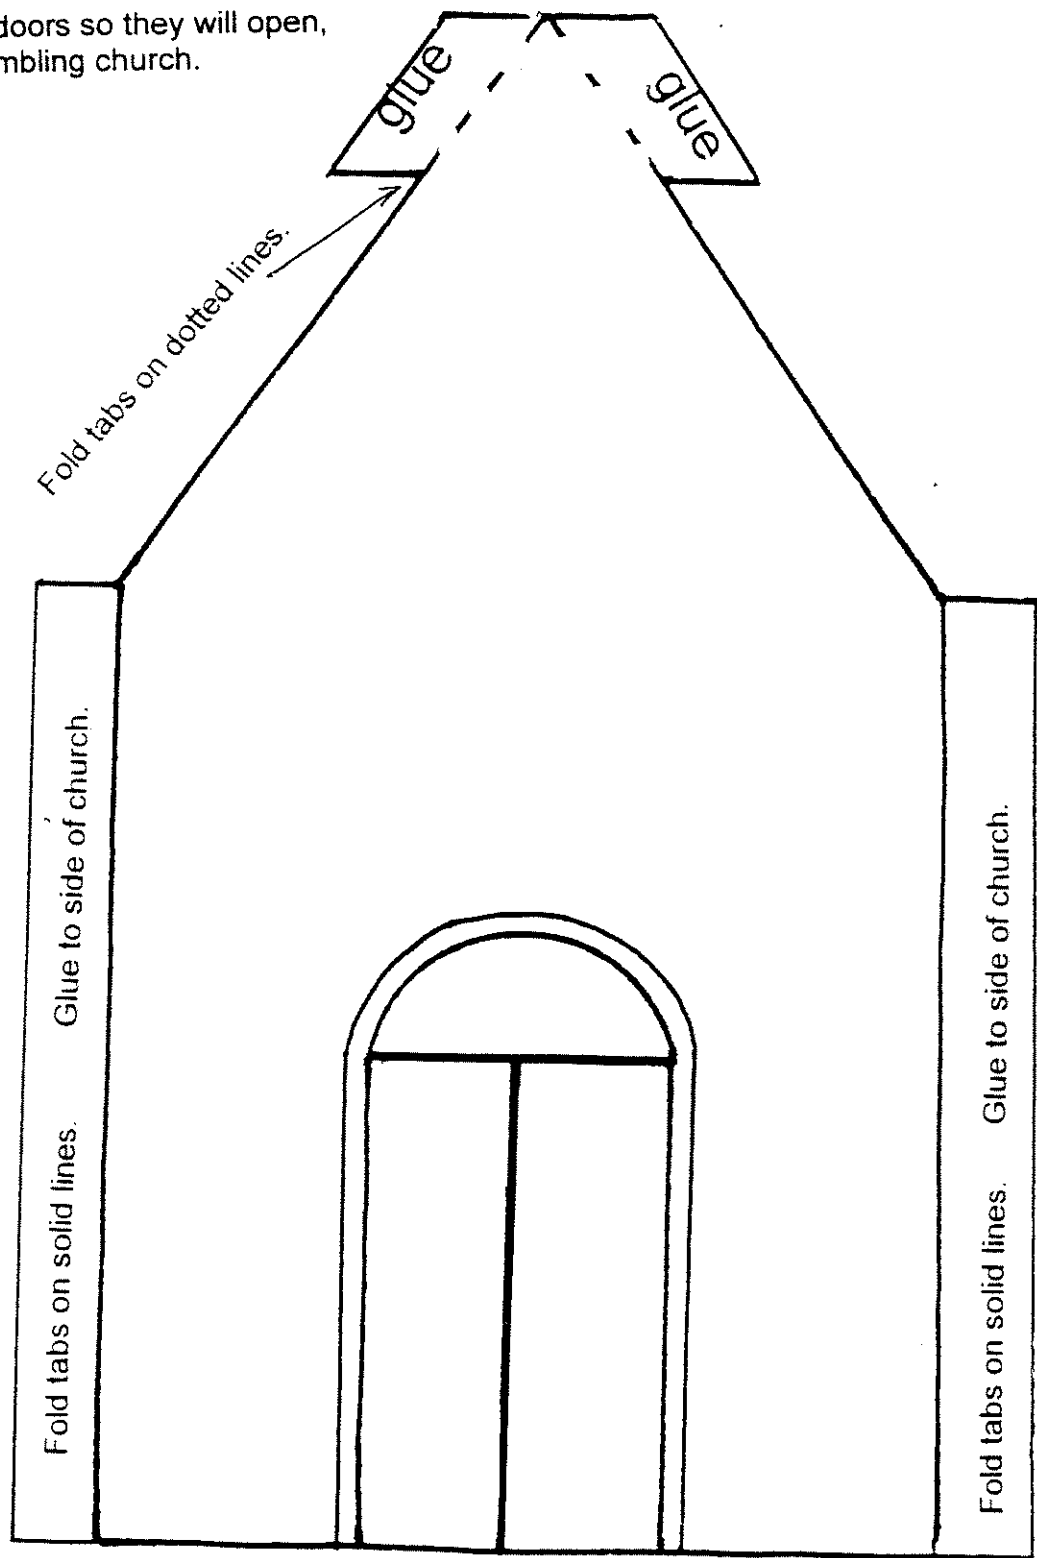 doors so they will open,
mbling church.
glue
glue
Fold tabs on dotted lines.
Fold tabs on solid lines. Glue to side of church.
Fold tabs on solid lines. Glue to side of church.